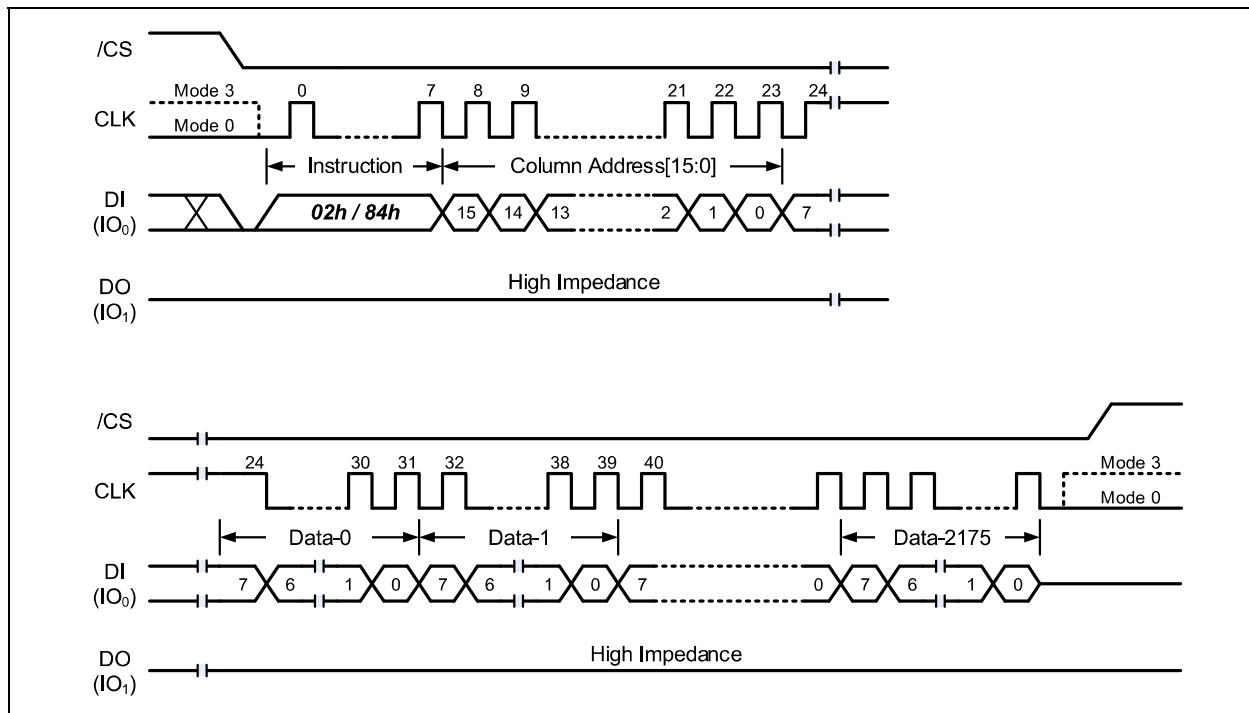 /CS
Mode 3 0 7 8 9 21 22 23 24
CLK
Mode 0
Instruction Column Address[15:0]
DI
(IO₀)
02h / 84h 15 14 13 2 1 0 7
High Impedance
DO
(IO₁)
/CS
24 30 31 32 38 39 40
CLK
Mode 3
Mode 0
Data-0 Data-1 Data-2175
DI
(IO₀)
7 6 1 0 7 6 1 0 7 0 7 6 1 0
High Impedance
DO
(IO₁)